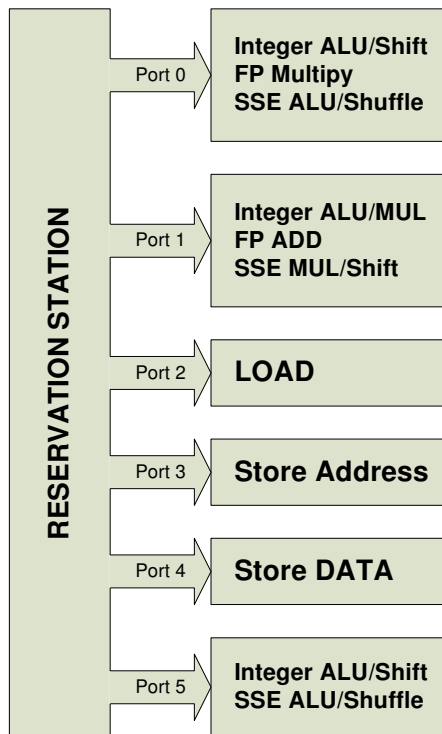 RESERVATION STATION
Port 0
Integer ALU/Shift
FP Multipy
SSE ALU/Shuffle
Port 1
Integer ALU/MUL
FP ADD
SSE MUL/Shift
Port 2
LOAD
Port 3
Store Address
Port 4
Store DATA
Port 5
Integer ALU/Shift
SSE ALU/Shuffle